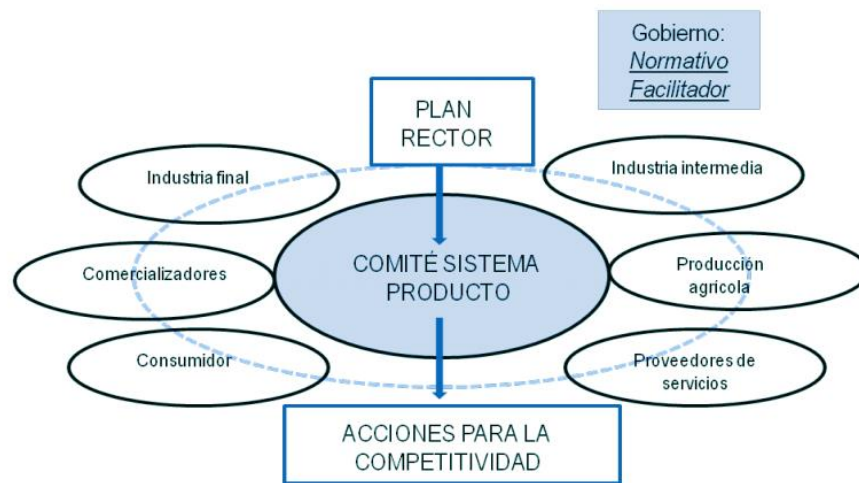 Gobierno:
Normativo
Facilitador
PLAN
RECTOR
Industria final
Industria intermedia
Comercializadores
COMITÉ SISTEMA
PRODUCTO
Producción
agrícola
Consumidor
Proveedores de
servicios
ACCIONES PARA LA
COMPETITIVIDAD